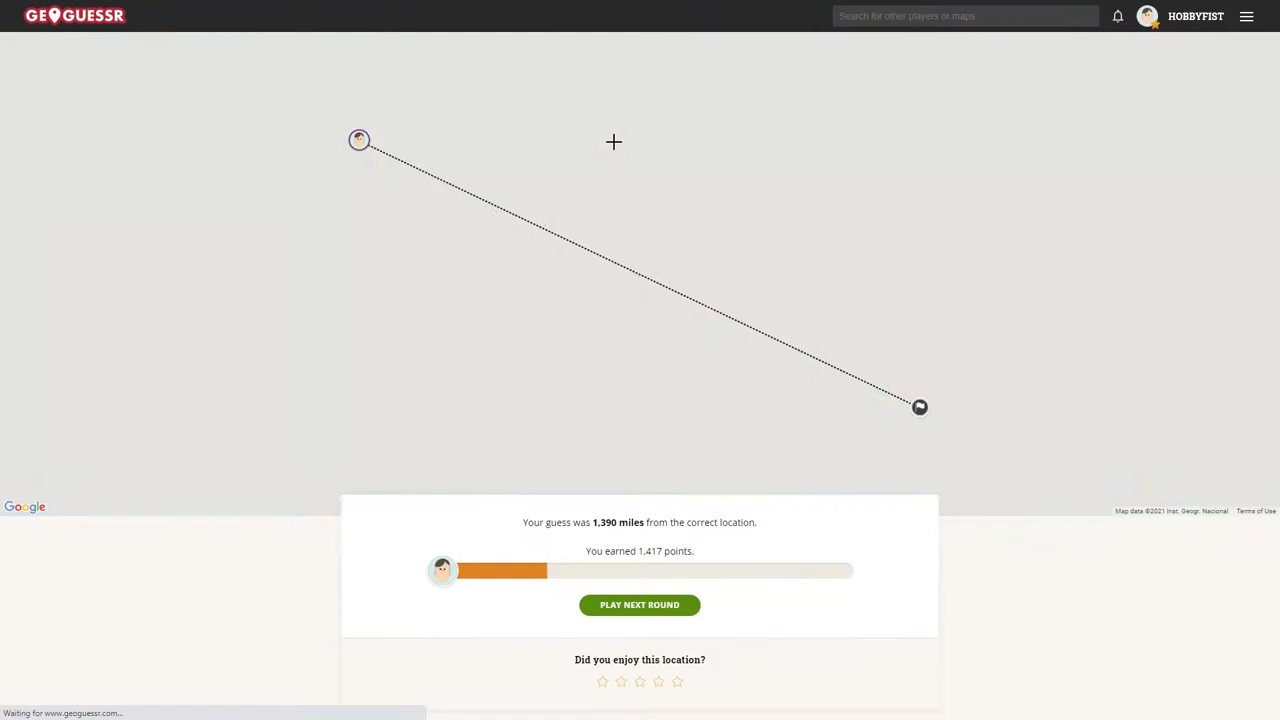 GEOGUESSR
Search for other players or maps
HOBBYFIST
Google
Map data ©2021 Inst. Geogr. Nacional
Terms of Use
Your guess was 1,390 miles from the correct location.
You earned 1,417 points.
PLAY NEXT ROUND
Did you enjoy this location?
Waiting for www.geoguessr.com...